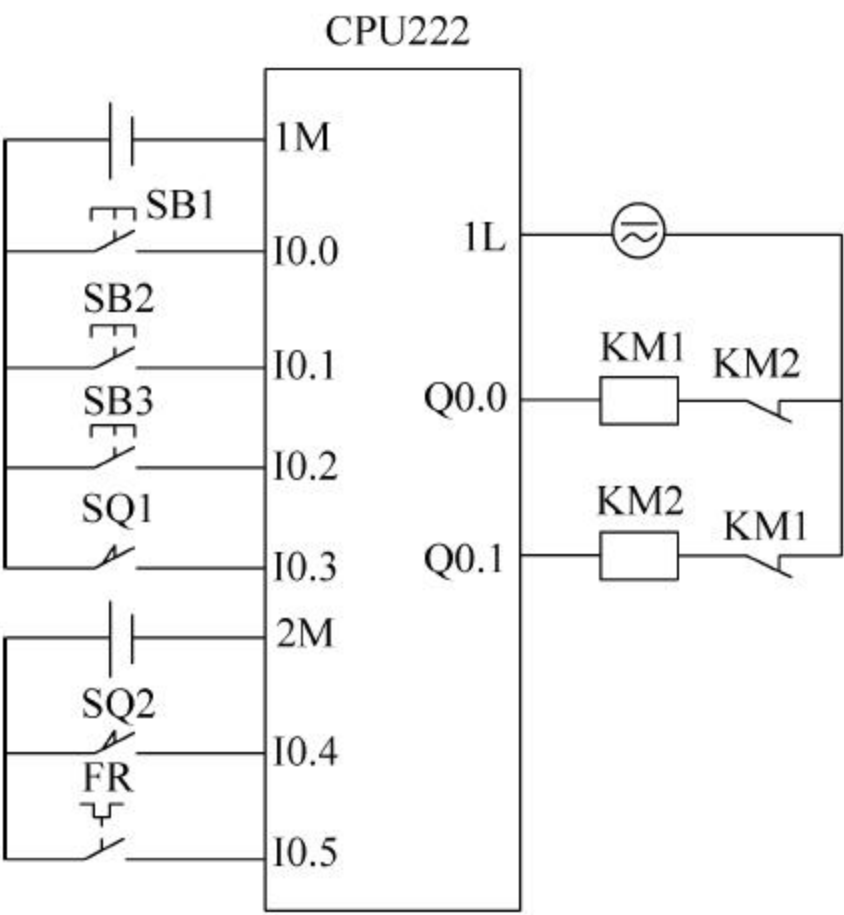 CPU222
1M
SB1
I0.0
SB2
I0.1
SB3
I0.2
SQ1
I0.3
2M
SQ2
I0.4
FR
I0.5
1L
KM1
KM2
Q0.0
KM2
KM1
Q0.1